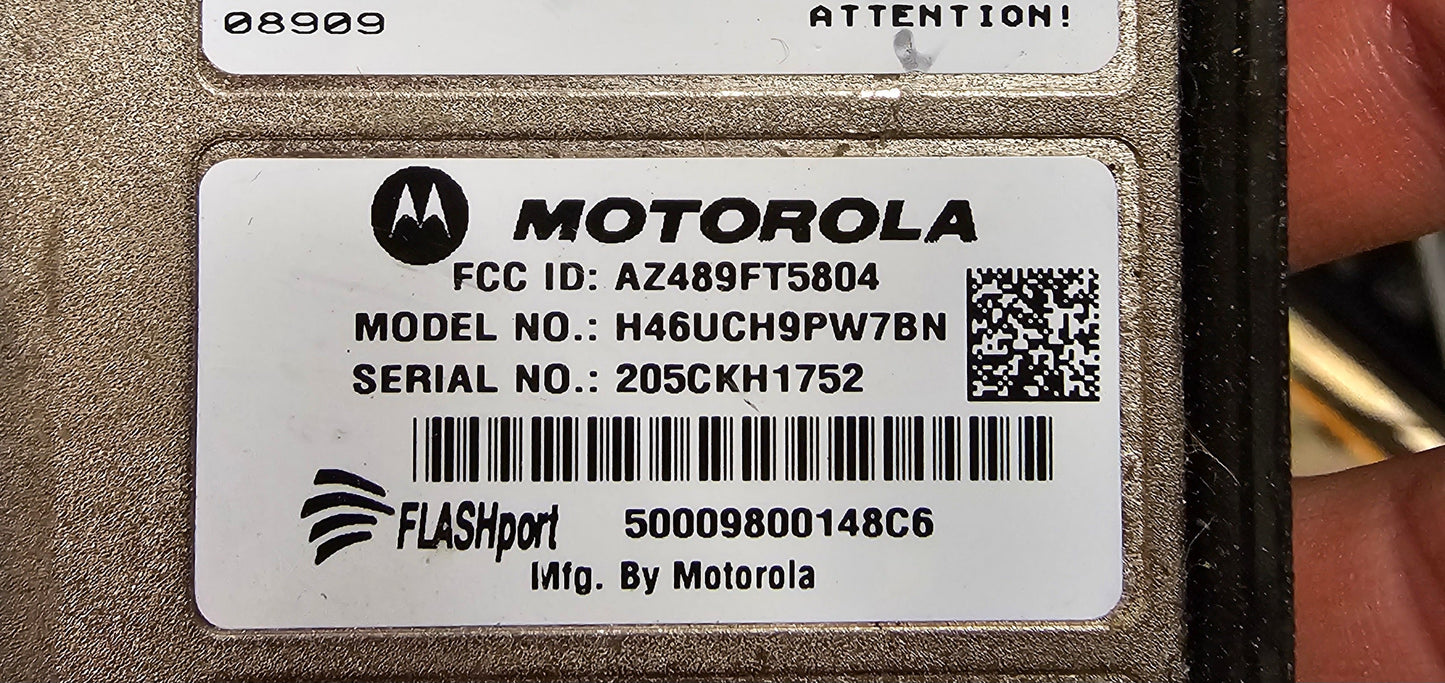 08909
ATTENTION!
MOTOROLA
FCC ID: AZ489FT5804
MODEL NO.: H46UCH9PW7BN
SERIAL NO.: 205CKH1752
FLASHport 50009800148C6
Mfg. By Motorola